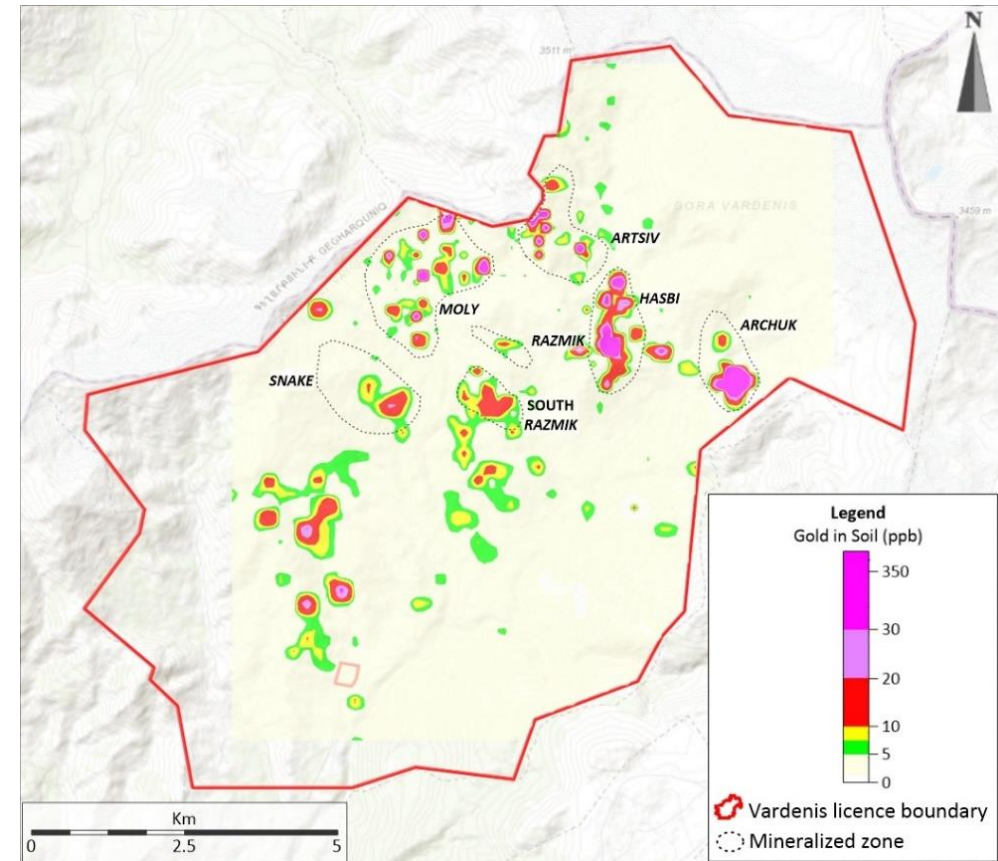 N
3511 m
GORA VARDENIS
3459 m
ARTSIV
MOLY
HASBI
RAZMIK
ARCHUK
SNAKE
SOUTH
RAZMIK
Legend
Gold in Soil (ppb)
350
30
20
10
5
0
Vardenis licence boundary
Mineralized zone
Km
0
2.5
5